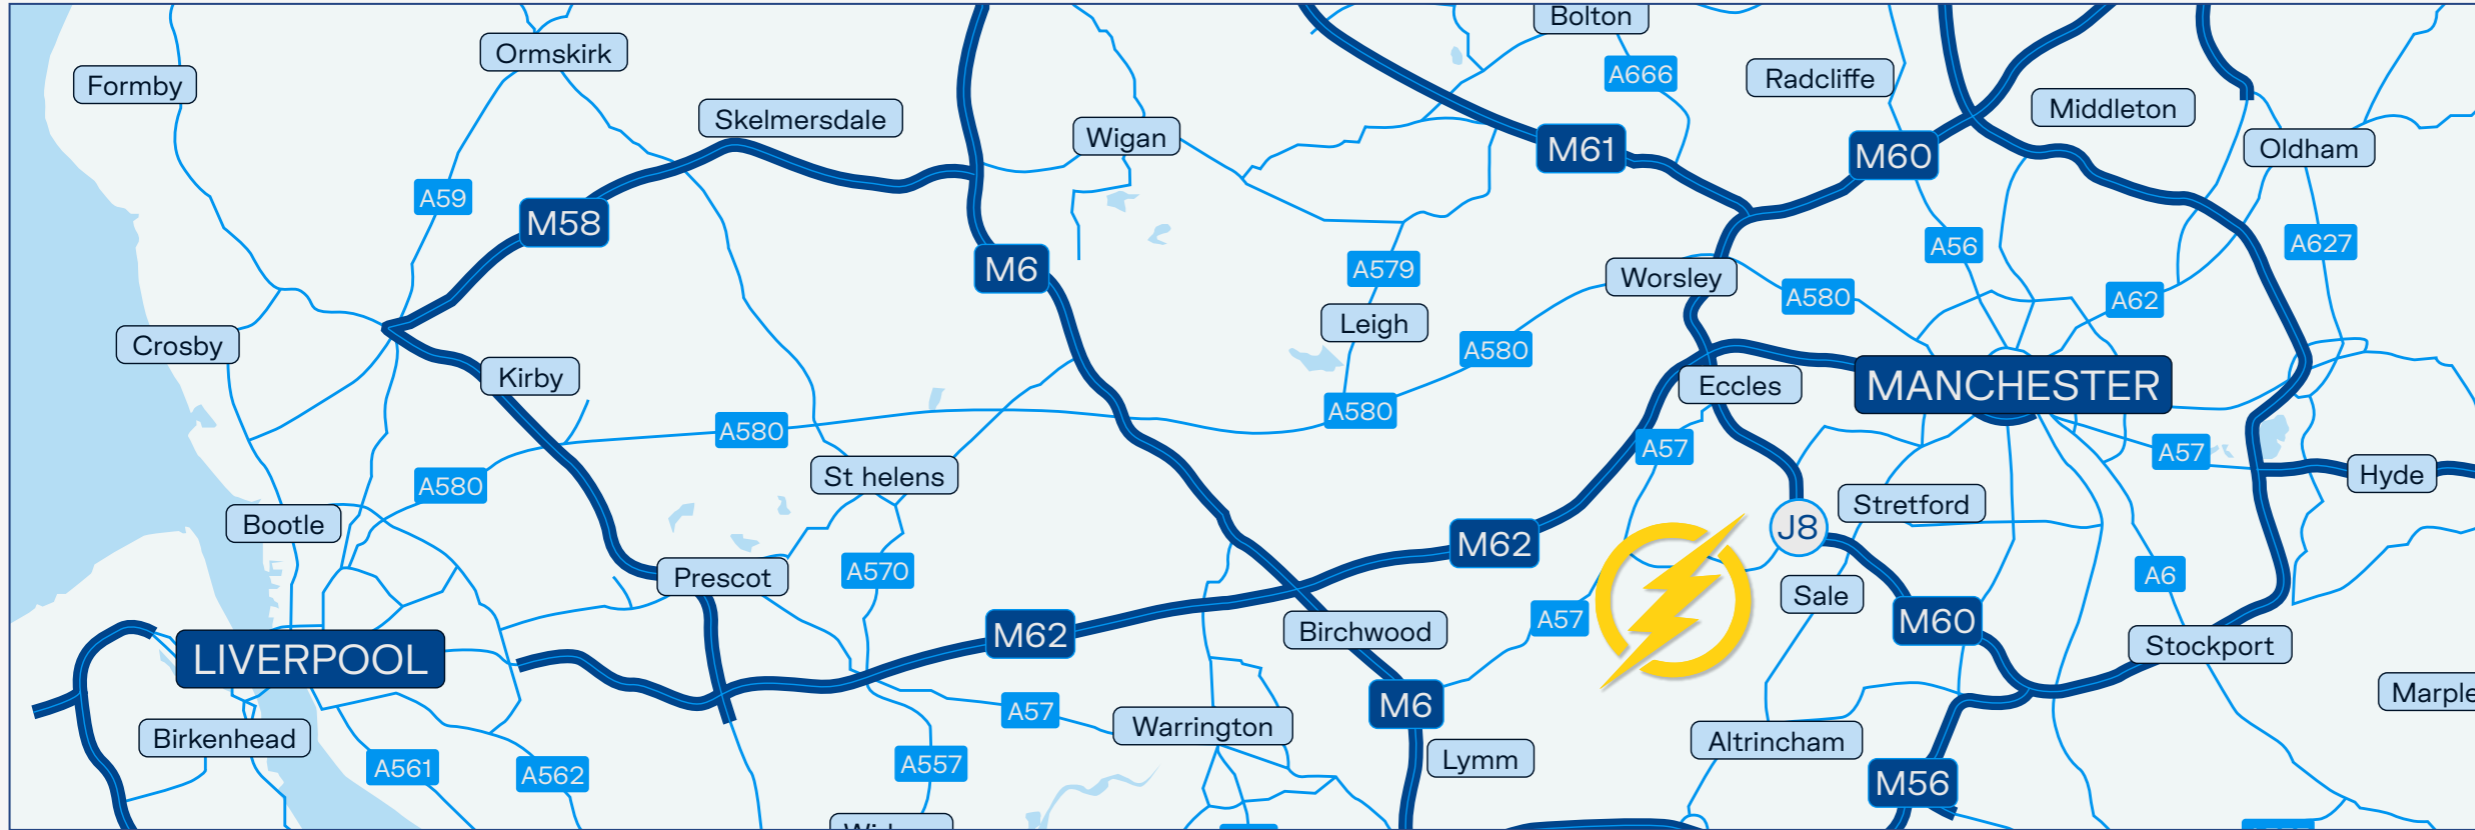 Bolton
Ormskirk
Formby
A666
Radcliffe
Middleton
Skelmersdale
Wigan
M61
M60
Oldham
A59
M58
A56
A627
M6
A579
Worsley
A580
A62
Leigh
Crosby
A580
Kirby
Eccles
MANCHESTER
A580
A580
A57
A57
St helens
Hyde
A580
Stretford
Bootle
J8
M62
A570
Prescot
A6
Sale
A57
M60
Birchwood
M62
Stockport
LIVERPOOL
Marple
M6
A57
Warrington
Birkenhead
Altrincham
Lymm
A557
A561
A562
M56